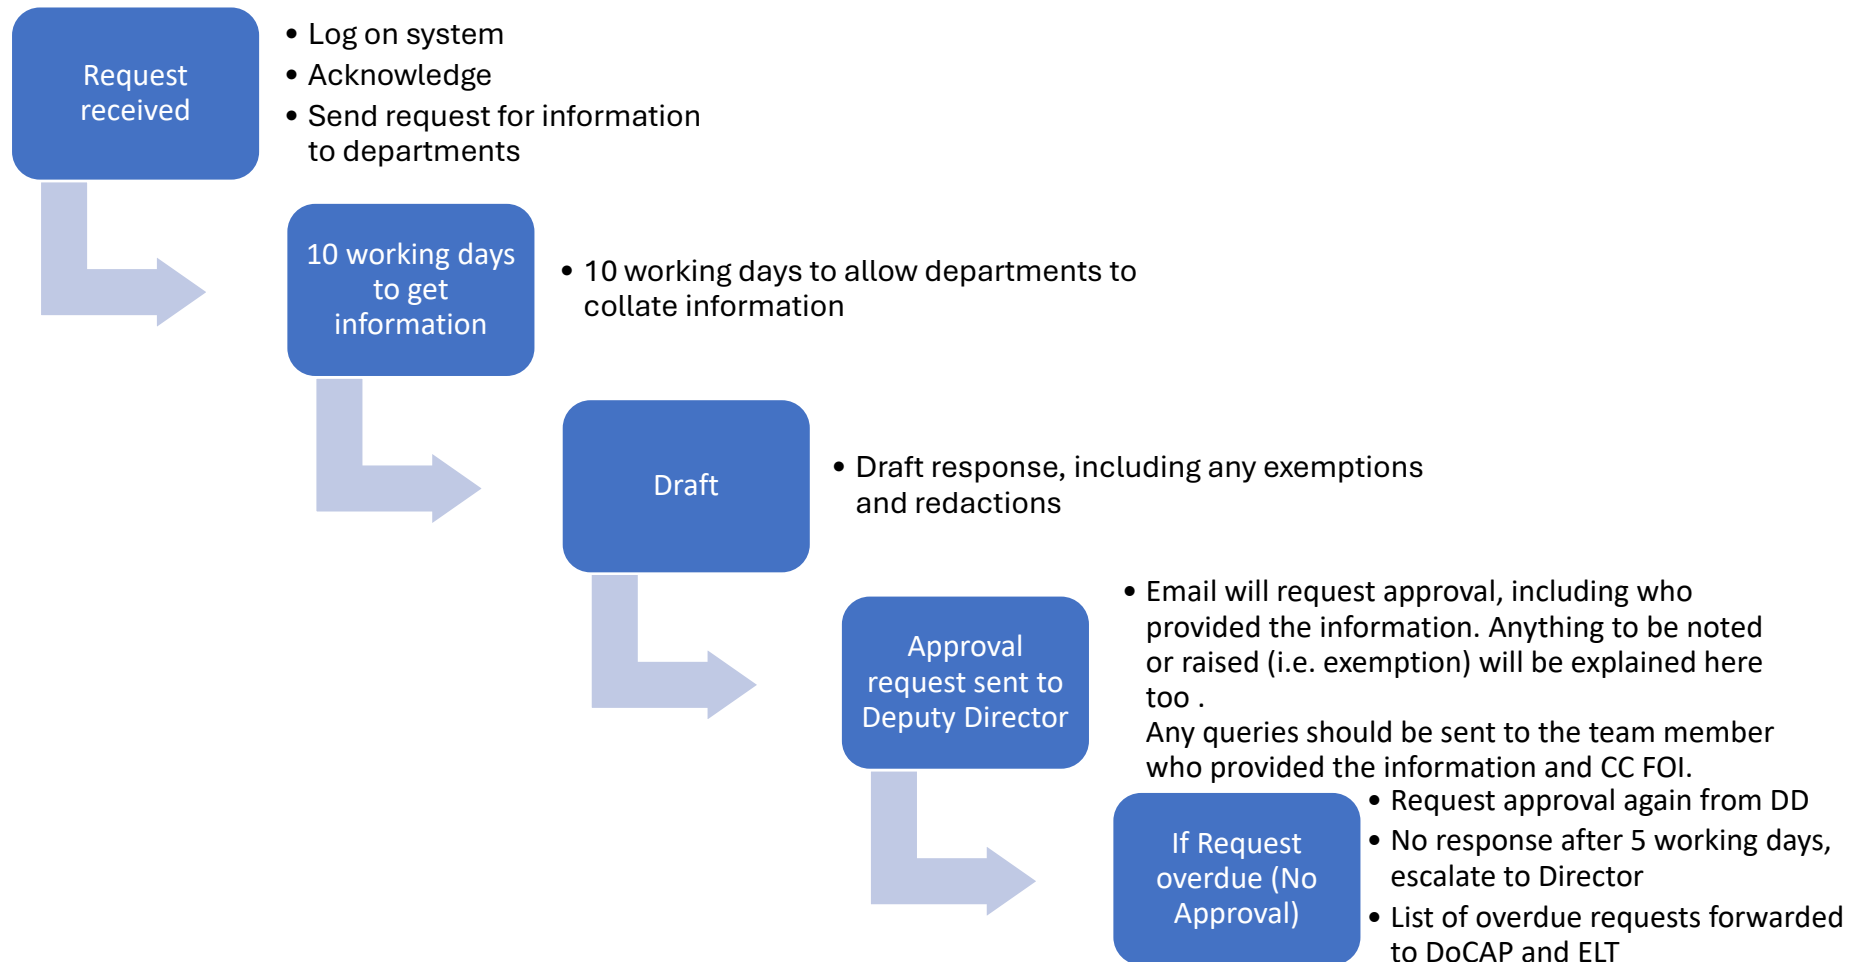 Request
received
• Log on system
• Acknowledge
• Send request for information
to departments
10 working days
to get
information
• 10 working days to allow departments to
collate information
Draft
• Draft response, including any exemptions
and redactions
Approval
request sent to
Deputy Director
• Email will request approval, including who
provided the information. Anything to be noted
or raised (i.e. exemption) will be explained here
too .
Any queries should be sent to the team member
who provided the information and CC FOI.
If Request
overdue (No
Approval)
• Request approval again from DD
• No response after 5 working days,
escalate to Director
• List of overdue requests forwarded
to DoCAP and ELT